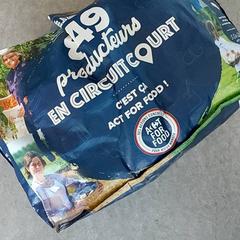 49
producteurs
EN CIRCUIT COURT
C'EST ÇA
ACT FOR FOOD !
Act
FOR
FOOD